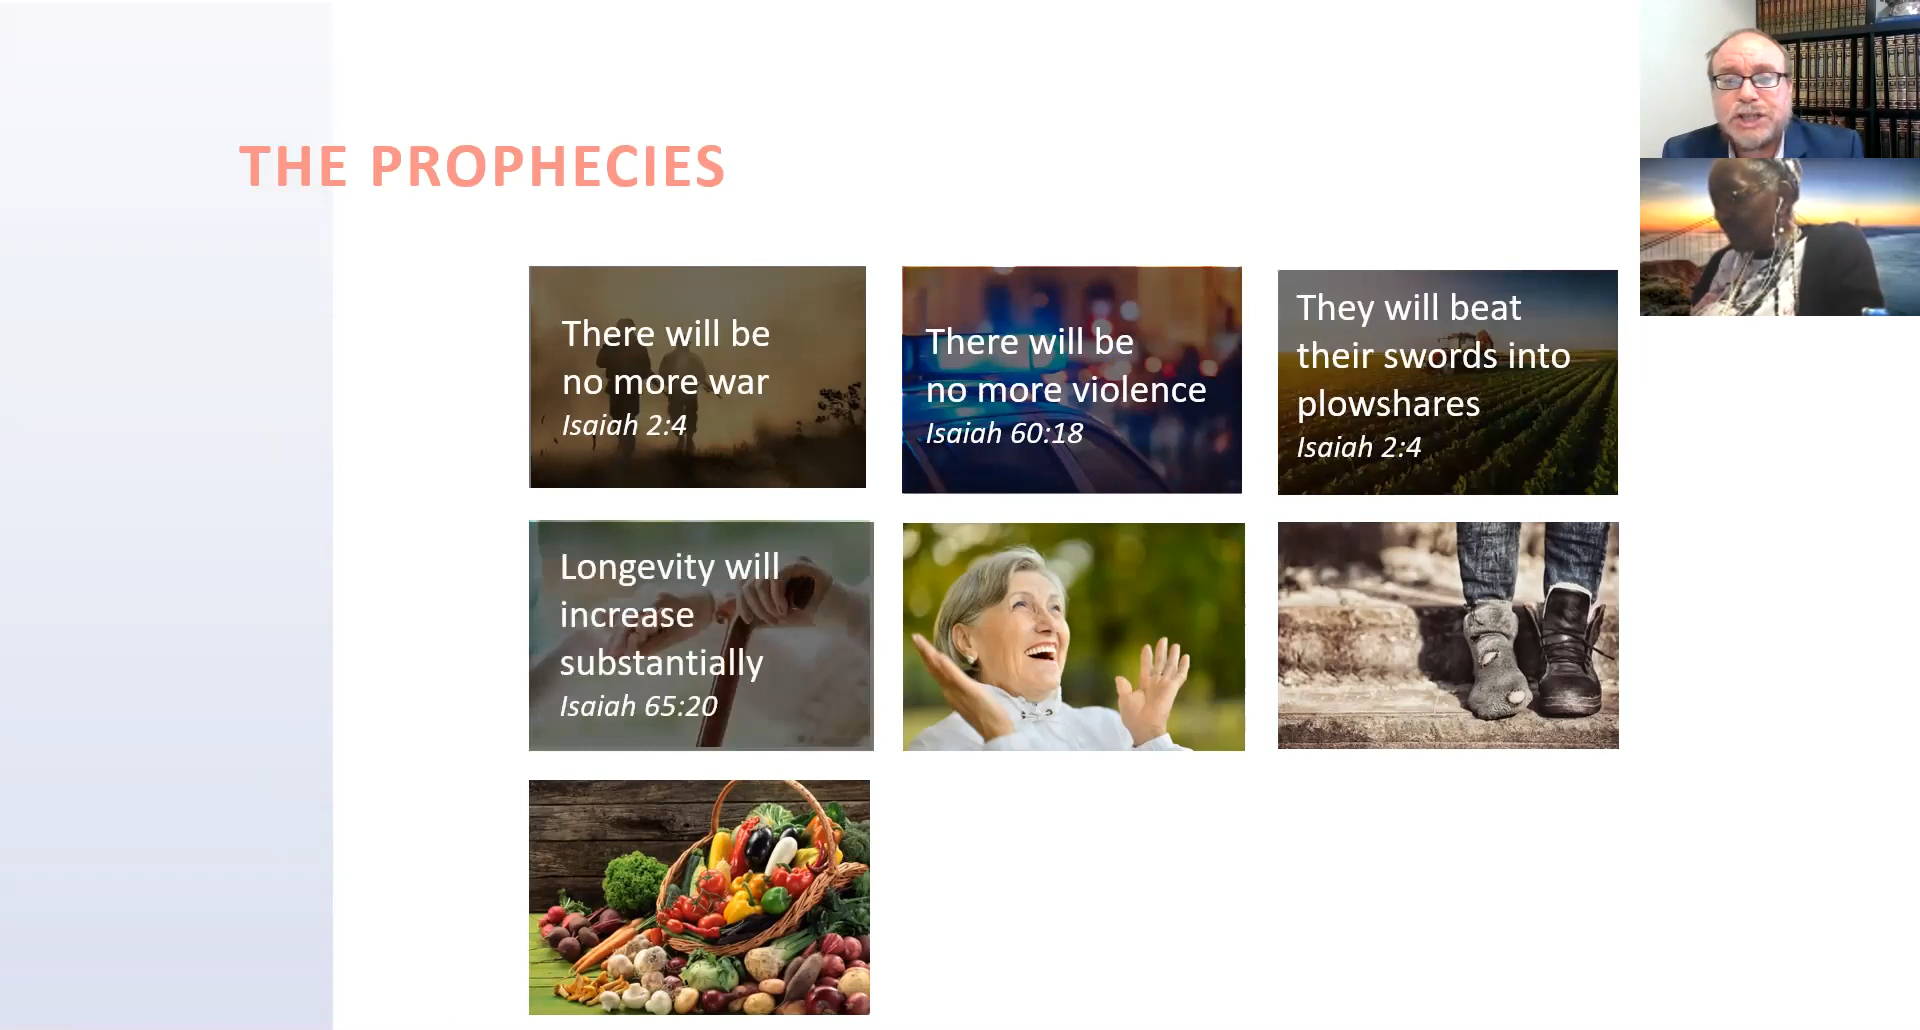 THE PROPHECIES
There will be
no more war
Isaiah 2:4
There will be
no more violence
Isaiah 60:18
They will beat
their swords into
plowshares
Isaiah 2:4
Longevity will
increase
substantially
Isaiah 65:20